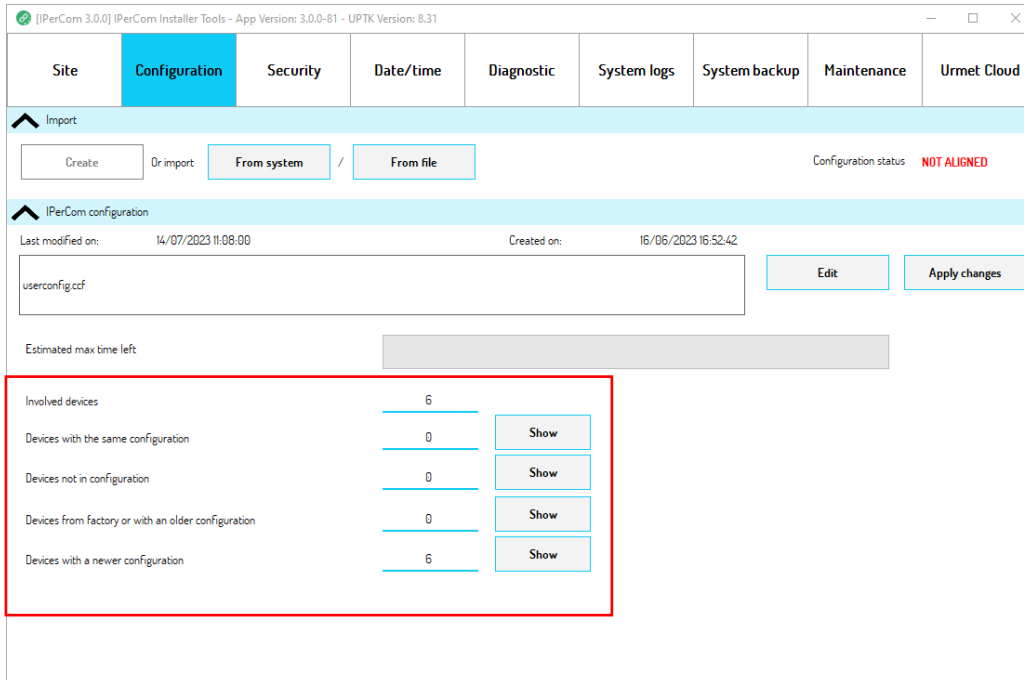 [IPerCom 3.0.0] IPerCom Installer Tools - App Version: 3.0.0-81 - UPTK Version: 8.31
Site Configuration Security Date/time Diagnostic System logs System backup Maintenance Urmet Cloud
Import
Create Or import From system / From file Configuration status NOT ALIGNED
IPerCom configuration
Last modified on: 14/07/2023 11:08:00 Created on: 16/06/2023 16:52:42
userconfig.ccf Edit Apply changes
Estimated max time left
Involved devices 6
Devices with the same configuration 0 Show
Devices not in configuration 0 Show
Devices from factory or with an older configuration 0 Show
Devices with a newer configuration 6 Show